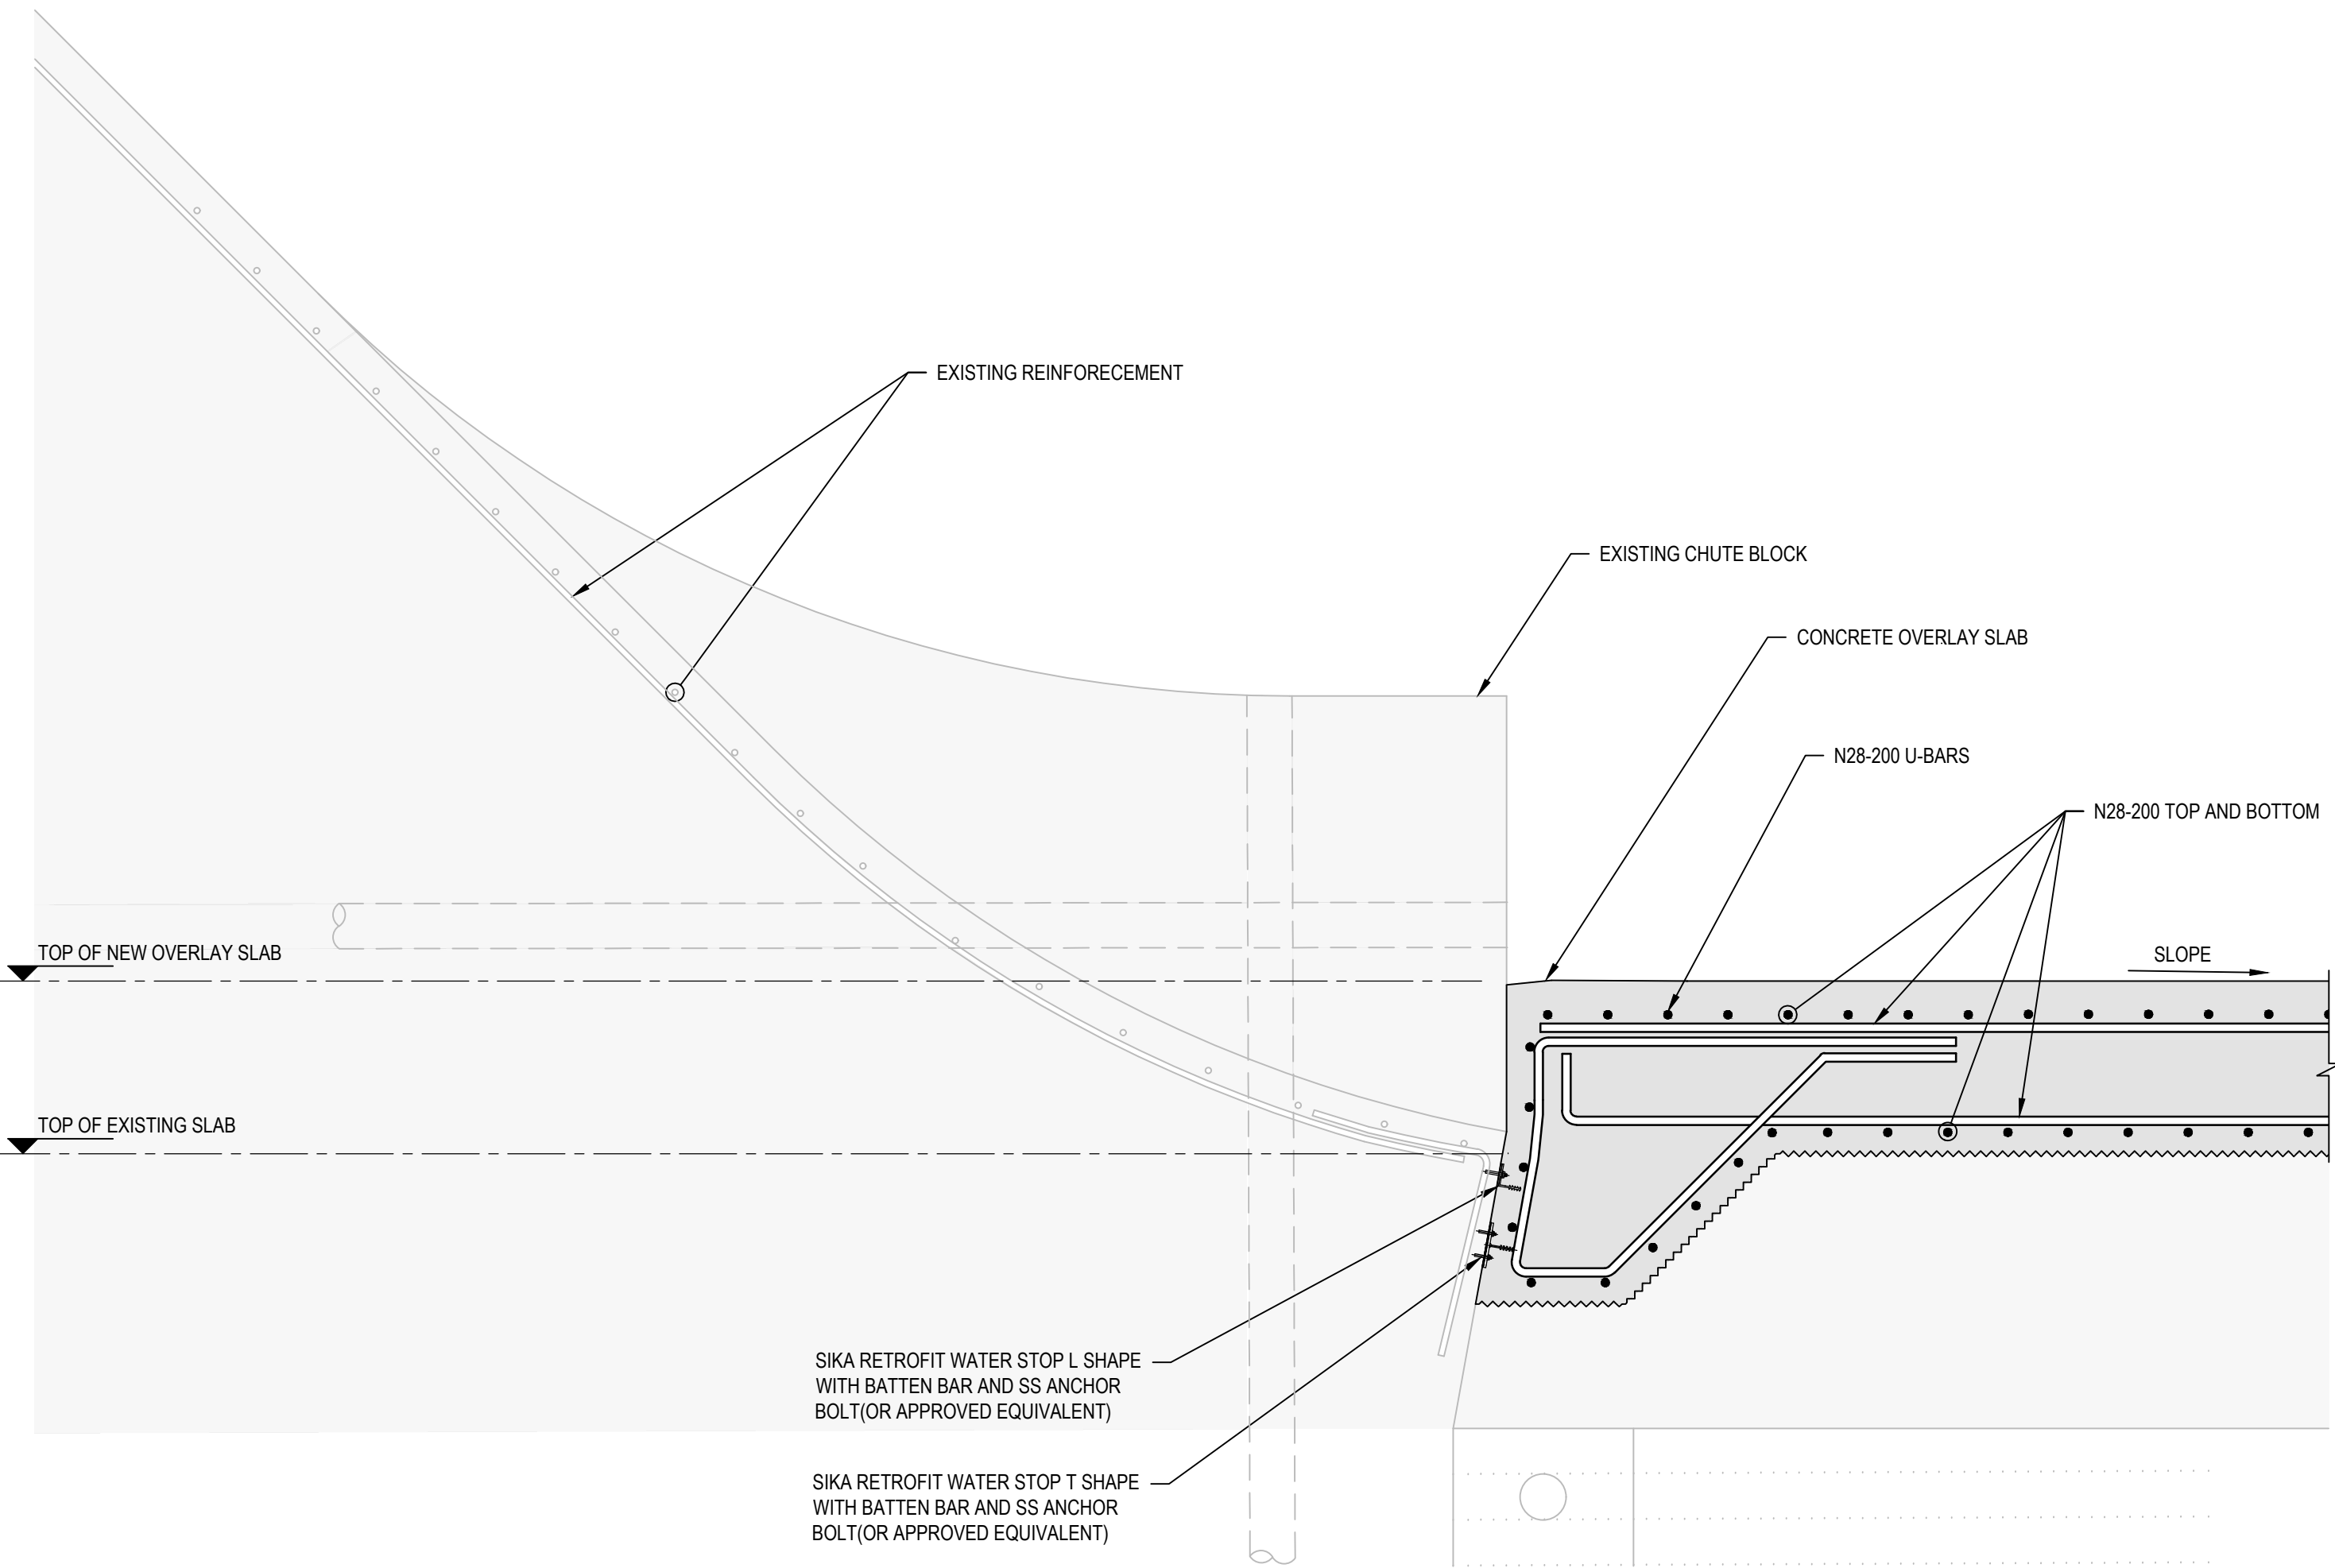 EXISTING REINFORECEMENT
EXISTING CHUTE BLOCK
CONCRETE OVERLAY SLAB
N28-200 U-BARS
N28-200 TOP AND BOTTOM
TOP OF NEW OVERLAY SLAB
SLOPE
TOP OF EXISTING SLAB
SIKA RETROFIT WATER STOP L SHAPE
WITH BATTEN BAR AND SS ANCHOR
BOLT(OR APPROVED EQUIVALENT)
SIKA RETROFIT WATER STOP T SHAPE
WITH BATTEN BAR AND SS ANCHOR
BOLT(OR APPROVED EQUIVALENT)